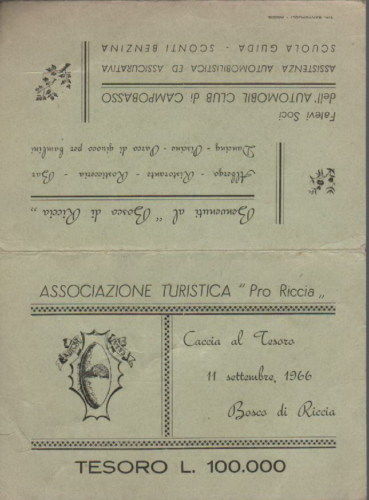 ASSOCIAZIONE TURISTICA "Pro Riccia„
Caccia al Tesoro
11 settembre, 1966
Bosco di Riccia
TESORO L. 100.000
Benvenuti al "Bosco di Riccia„
Albergo - Ristorante - Rosticceria - Bar
Dancing - Piscina - Parco di giuoco per bambini
Fatevi Soci
dell'AUTOMOBIL CLUB di CAMPOBASSO
ASSISTENZA AUTOMOBILISTICA ED ASSICURATIVA
SCUOLA GUIDA - SCONTI BENZINA